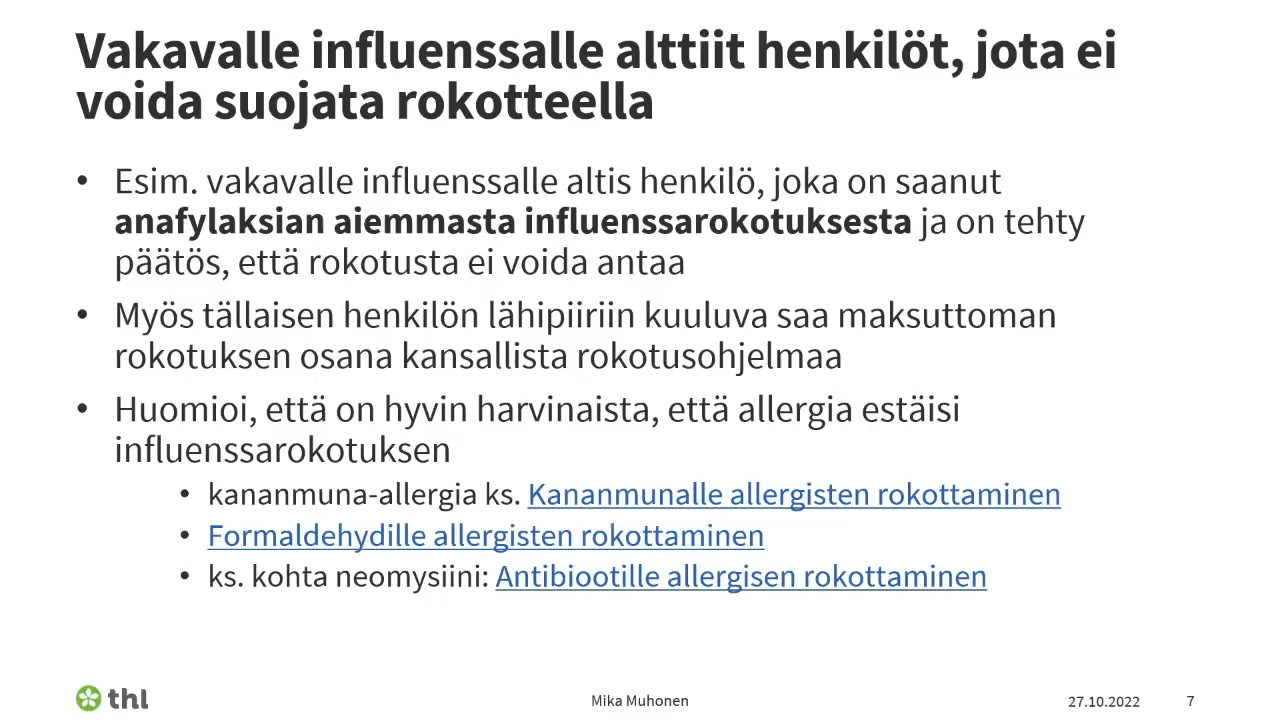 Vakavalle influenssalle alttiit henkilöt, jota ei
voida suojata rokotteella
• Esim. vakavalle influenssalle altis henkilö, joka on saanut
anafylaksian aiemmasta influenssarokotuksesta ja on tehty
päätös, että rokotusta ei voida antaa
• Myös tällaisen henkilön lähipiiriin kuuluva saa maksuttoman
rokotuksen osana kansallista rokotusohjelmaa
• Huomioi, että on hyvin harvinaista, että allergia estäisi
influenssarokotuksen
• kananmuna-allergia ks. Kananmunalle allergisten rokottaminen
• Formaldehydille allergisten rokottaminen
• ks. kohta neomysiini: Antibiootille allergisen rokottaminen
thl
Mika Muhonen
27.10.2022
7